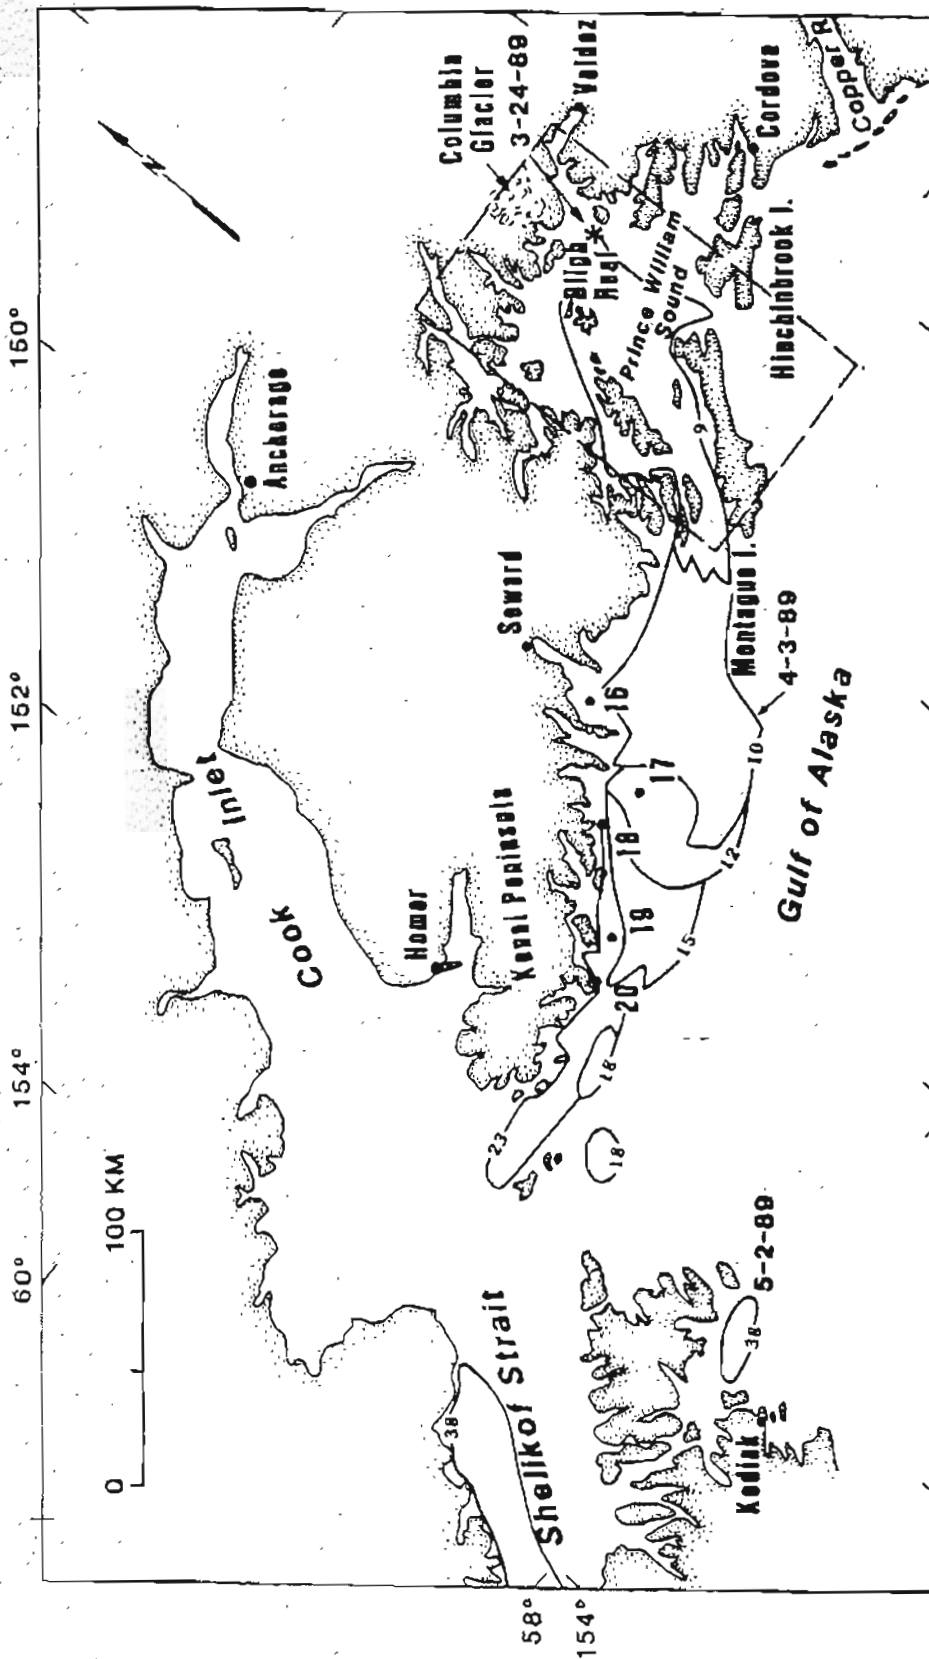 60°
154°
152°
150°
0
100 KM
N
Anchorage
Columbia
Glacier
3-24-89
Valdez
Cook
Inlet
Bligh
Reef
Prince William
Sound
Cordova
Copper R.
Homer
Seward
Kenai Peninsula
Hinchinbrook I.
9
16
17
18
19
20
Montague I.
4-3-89
10
12
15
18
18
23
Gulf of Alaska
38
Shelikof Strait
58°
154°
Kodiak
38
5-2-89